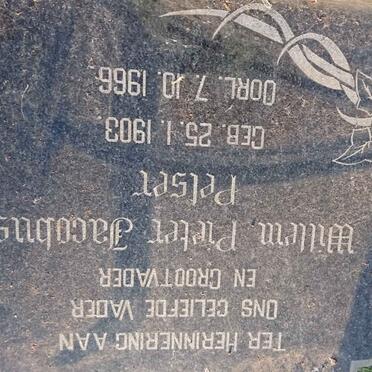 TER HERINNERING AAN
ONS GELIEFDE VADER
EN GROOTVADER
Willem Pieter Jacobus
Pelser
GEB. 25. 1. 1903.
OORL. 7. 10. 1966